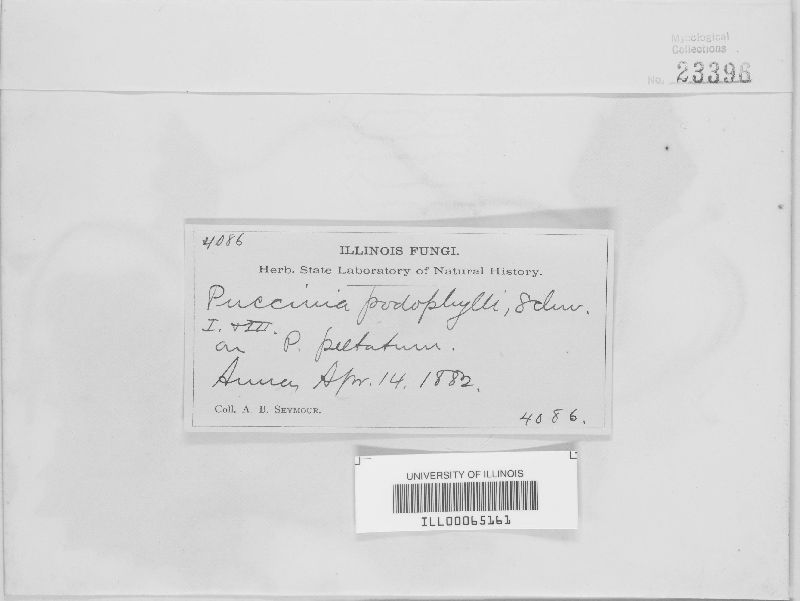 Mycological
Collections
No. 23396
4086
ILLINOIS FUNGI.
Herb. State Laboratory of Natural History.
Puccinia podophylli, Schw.
I. & III.
on P. peltatum.
Anna, Apr. 14, 1882.
Coll. A. B. SEYMOUR.
4086.
UNIVERSITY OF ILLINOIS
ILL00065161